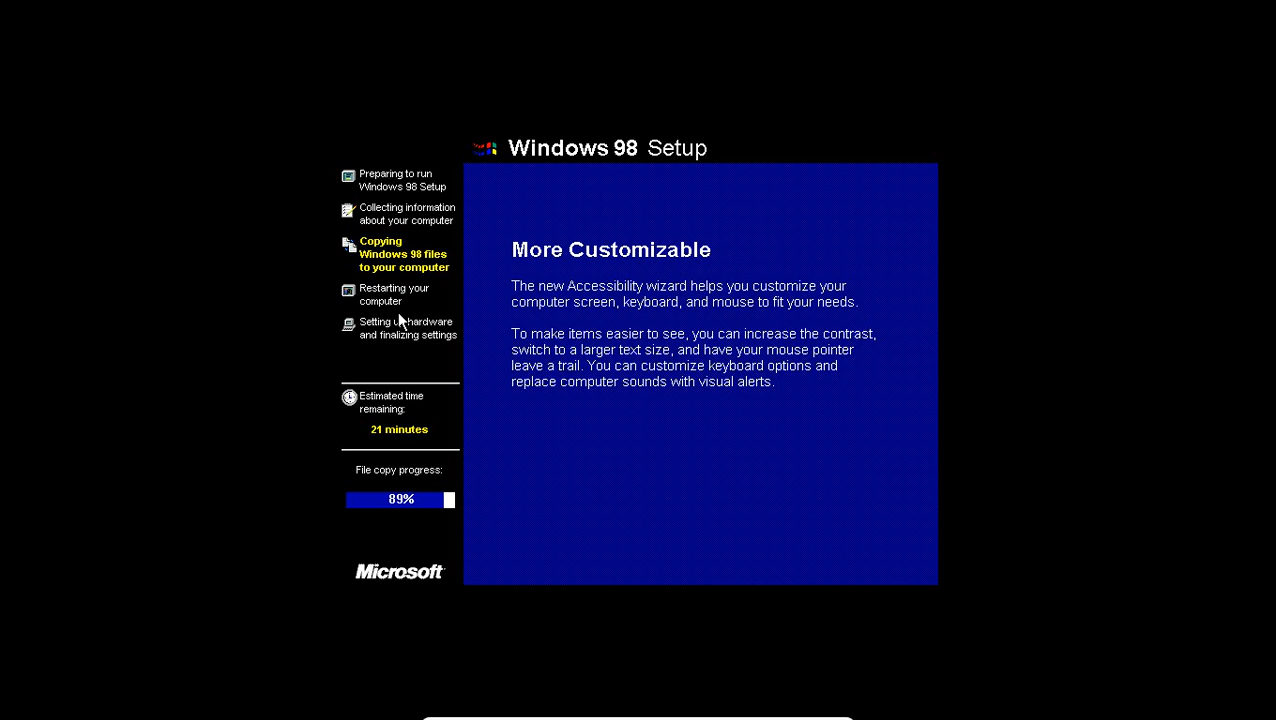 Windows 98 Setup
Preparing to run
Windows 98 Setup
Collecting information
about your computer
Copying
Windows 98 files
to your computer
Restarting your
computer
Setting hardware
and finalizing settings
Estimated time
remaining:
21 minutes
File copy progress:
89%
Microsoft
More Customizable
The new Accessibility wizard helps you customize your
computer screen, keyboard, and mouse to fit your needs.
To make items easier to see, you can increase the contrast,
switch to a larger text size, and have your mouse pointer
leave a trail. You can customize keyboard options and
replace computer sounds with visual alerts.